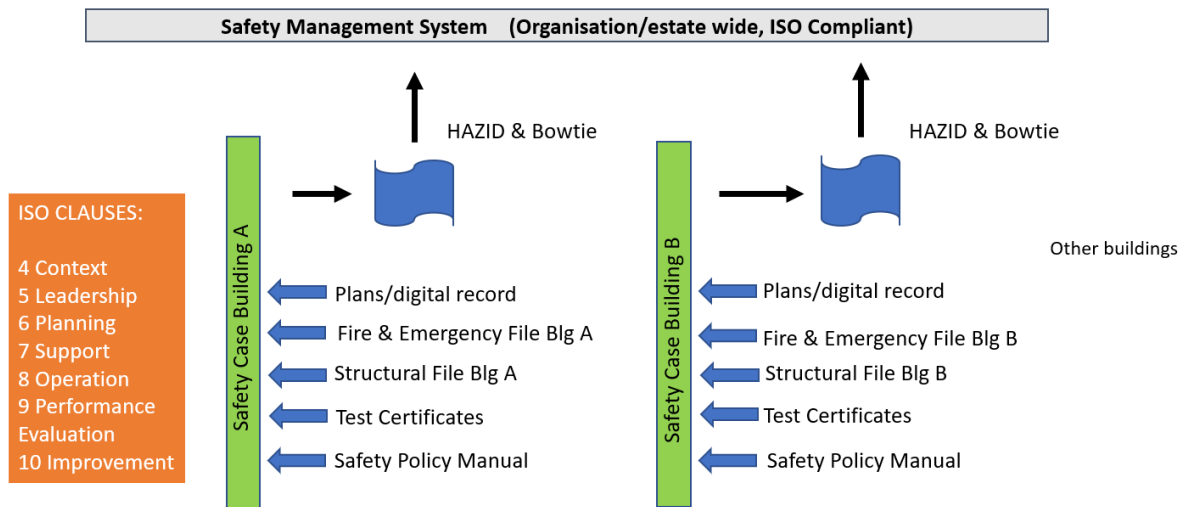 Safety Management System (Organisation/estate wide, ISO Compliant)
HAZID & Bowtie
HAZID & Bowtie
ISO CLAUSES:
4 Context
5 Leadership
6 Planning
7 Support
8 Operation
9 Performance
Evaluation
10 Improvement
Safety Case Building A
Plans/digital record
Fire & Emergency File Blg A
Structural File Blg A
Test Certificates
Safety Policy Manual
Safety Case Building B
Plans/digital record
Fire & Emergency File Blg B
Structural File Blg B
Test Certificates
Safety Policy Manual
Other buildings